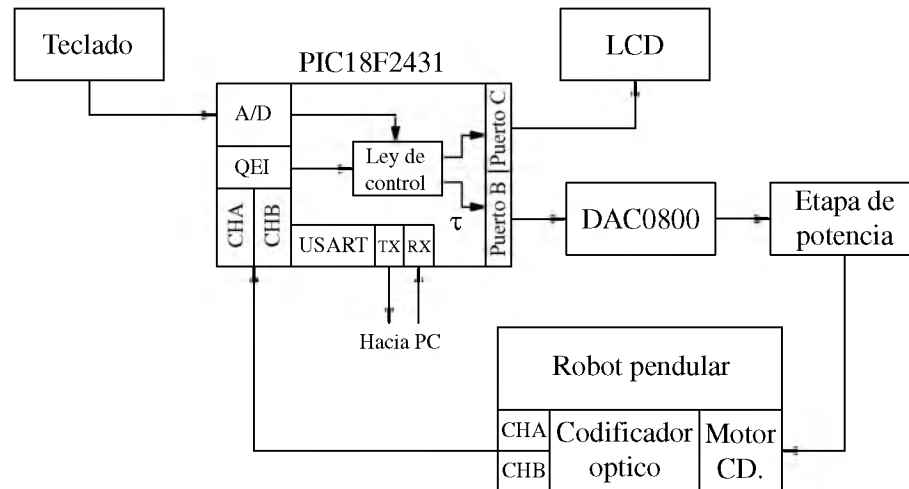 Teclado
LCD
PIC18F2431
A/D
Puerto C
QEI
Ley de
control
CHA
CHB
τ
Puerto B
USART
TX
RX
DAC0800
Etapa de
potencia
Hacia PC
Robot pendular
CHA
CHB
Codificador
optico
Motor
CD.